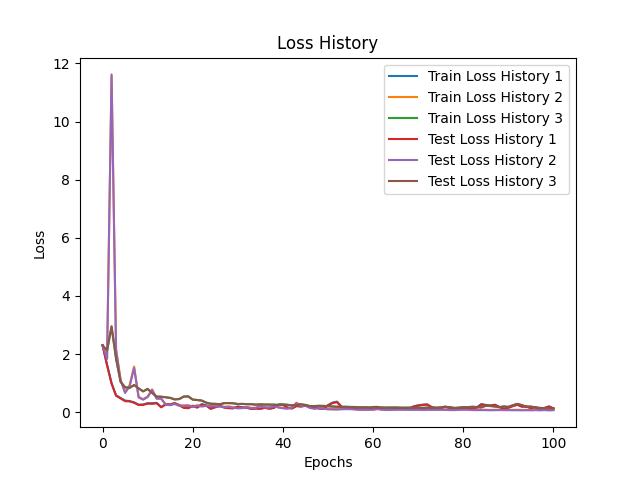 Loss History
12
10
8
6
4
2
0
Loss
Train Loss History 1
Train Loss History 2
Train Loss History 3
Test Loss History 1
Test Loss History 2
Test Loss History 3
0 20 40 60 80 100
Epochs